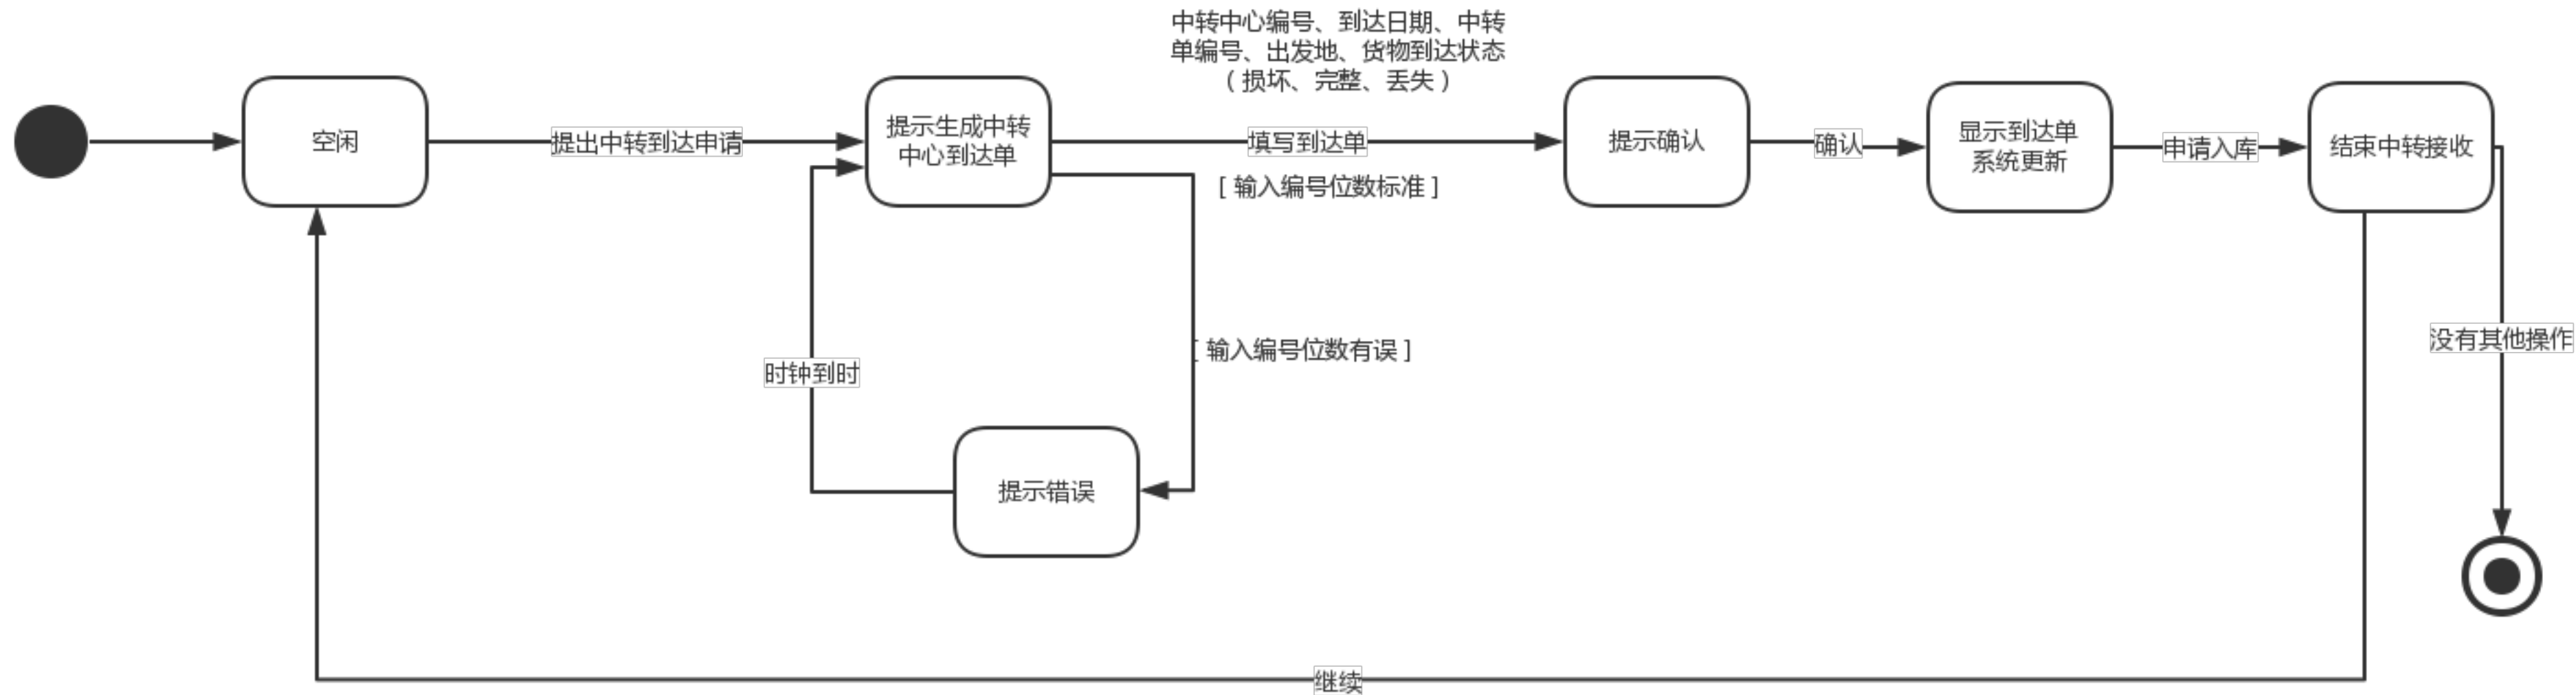 中转中心编号、到达日期、中转
单编号、出发地、货物到达状态
（损坏、完整、丢失）
空闲
提出中转到达申请
提示生成中转
中心到达单
填写到达单
[ 输入编号位数标准 ]
提示确认
确认
显示到达单
系统更新
申请入库
结束中转接收
[ 输入编号位数有误 ]
时钟到时
没有其他操作
提示错误
继续